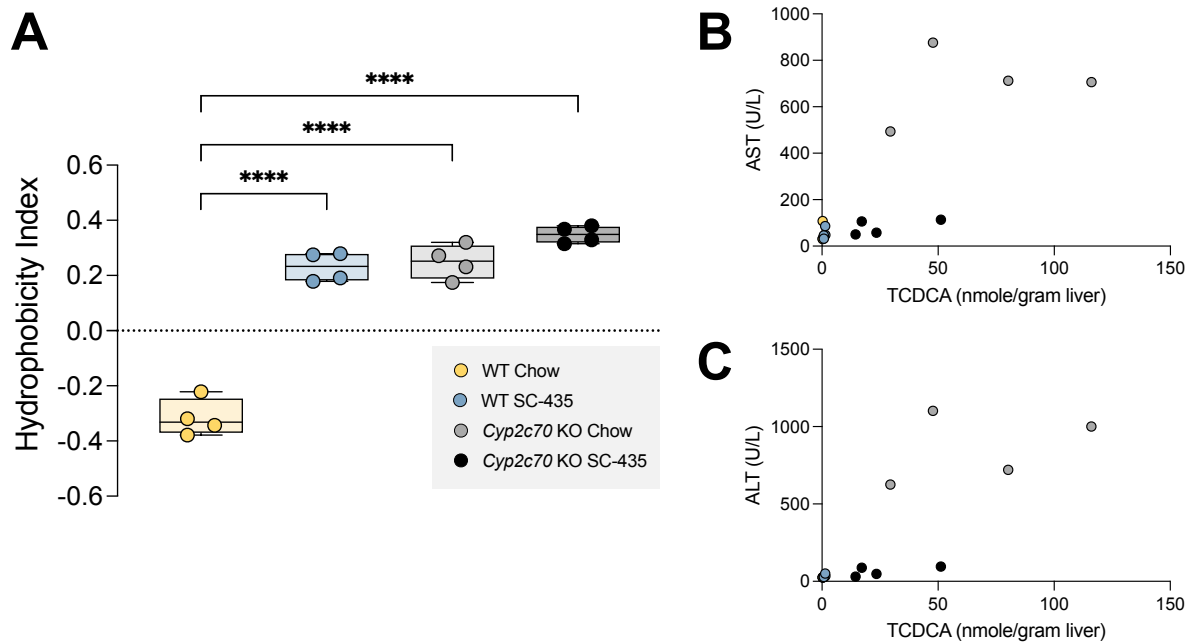 A
****
****
****
Hydrophobicity Index
0.6
0.4
0.2
0.0
-0.2
-0.4
-0.6
WT Chow
WT SC-435
Cyp2c70 KO Chow
Cyp2c70 KO SC-435
B
AST (U/L)
1000
800
600
400
200
0
0 50 100 150
TCDCA (nmole/gram liver)
C
ALT (U/L)
1500
1000
500
0
0 50 100 150
TCDCA (nmole/gram liver)